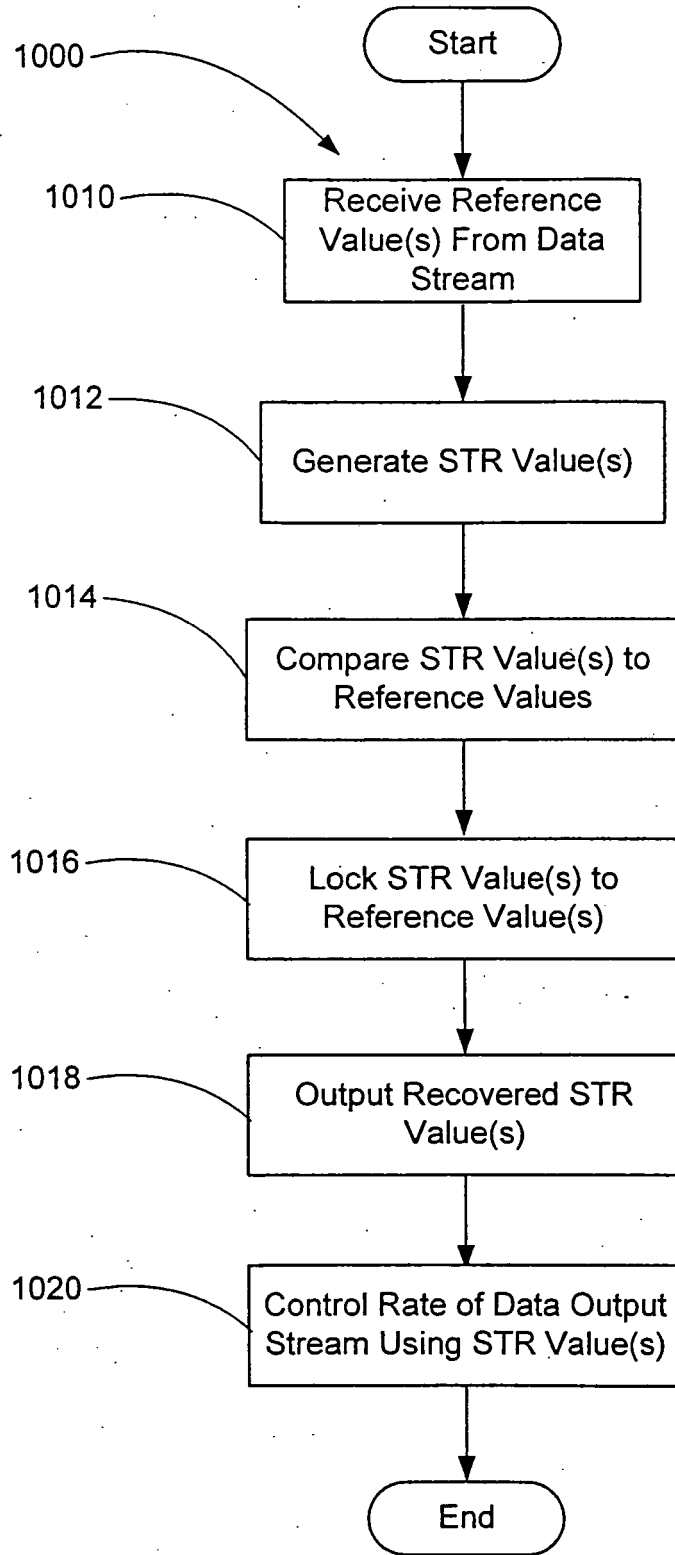 Start
1000
1010
Receive Reference
Value(s) From Data
Stream
1012
Generate STR Value(s)
1014
Compare STR Value(s) to
Reference Values
1016
Lock STR Value(s) to
Reference Value(s)
1018
Output Recovered STR
Value(s)
1020
Control Rate of Data Output
Stream Using STR Value(s)
End